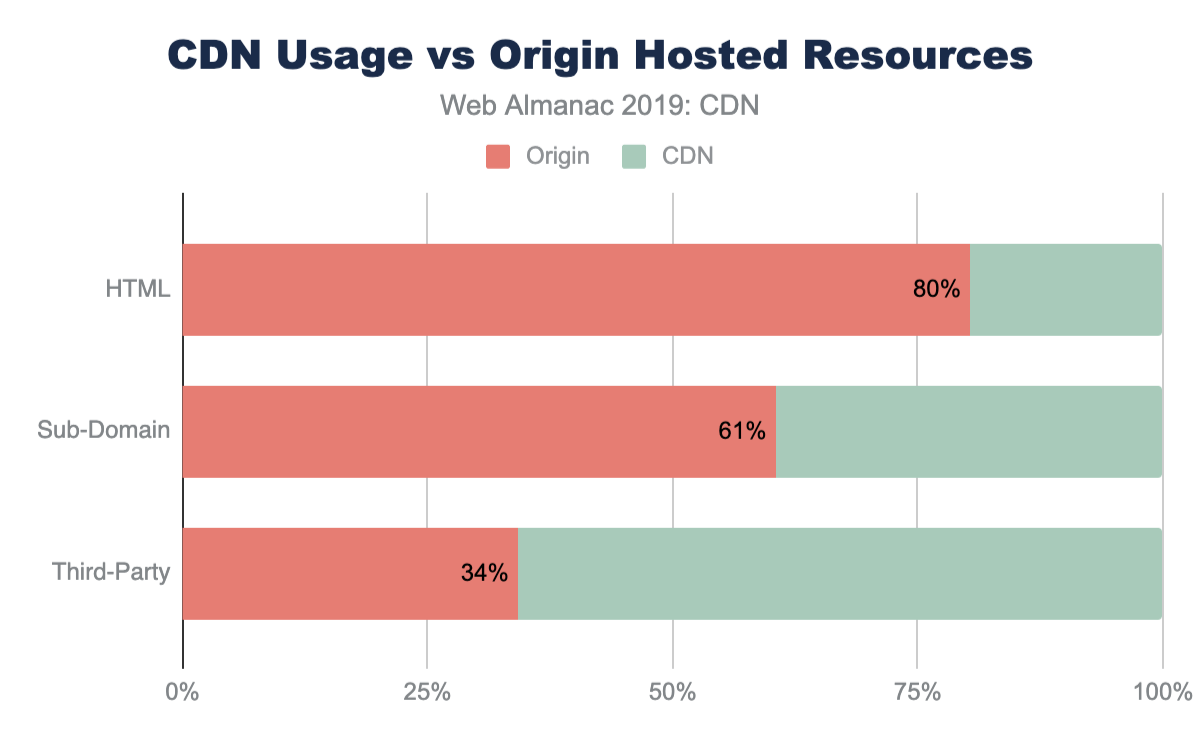 CDN Usage vs Origin Hosted Resources
Web Almanac 2019: CDN
Origin CDN
HTML 80%
Sub-Domain 61%
Third-Party 34%
0% 25% 50% 75% 100%